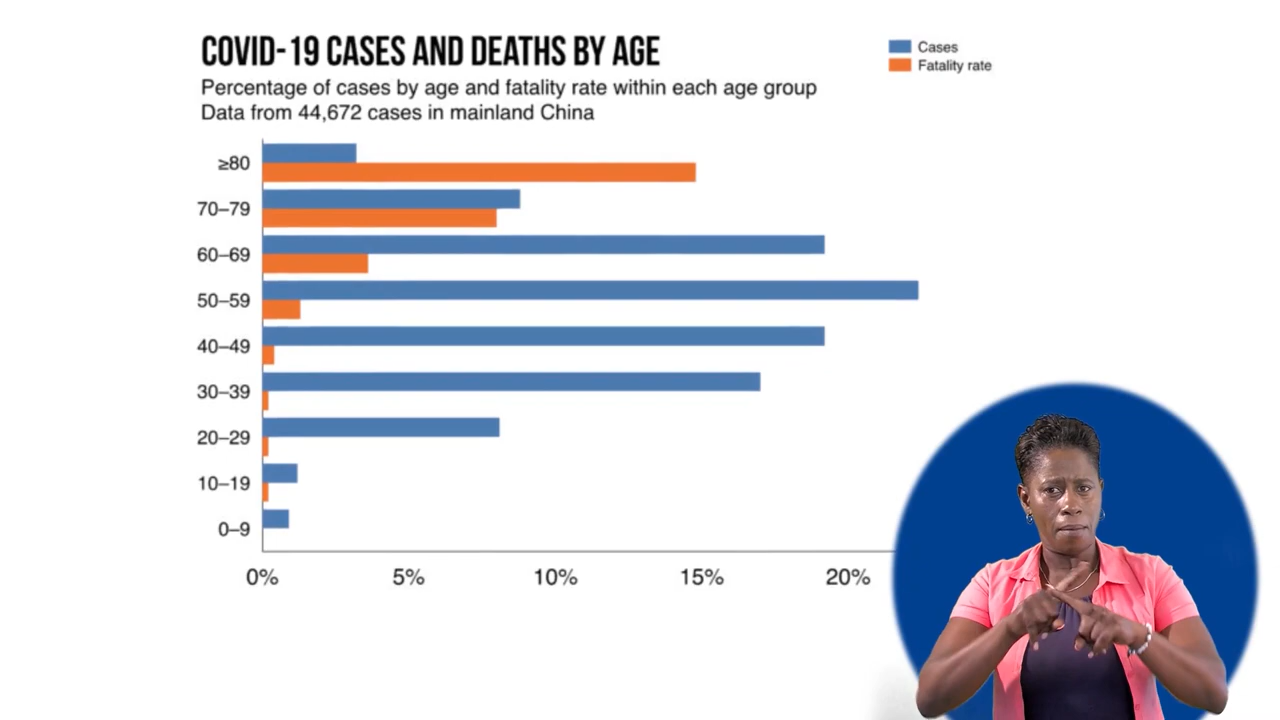 COVID-19 CASES AND DEATHS BY AGE
Percentage of cases by age and fatality rate within each age group
Data from 44,672 cases in mainland China
Cases
Fatality rate
≥80
70–79
60–69
50–59
40–49
30–39
20–29
10–19
0–9
0% 5% 10% 15% 20%